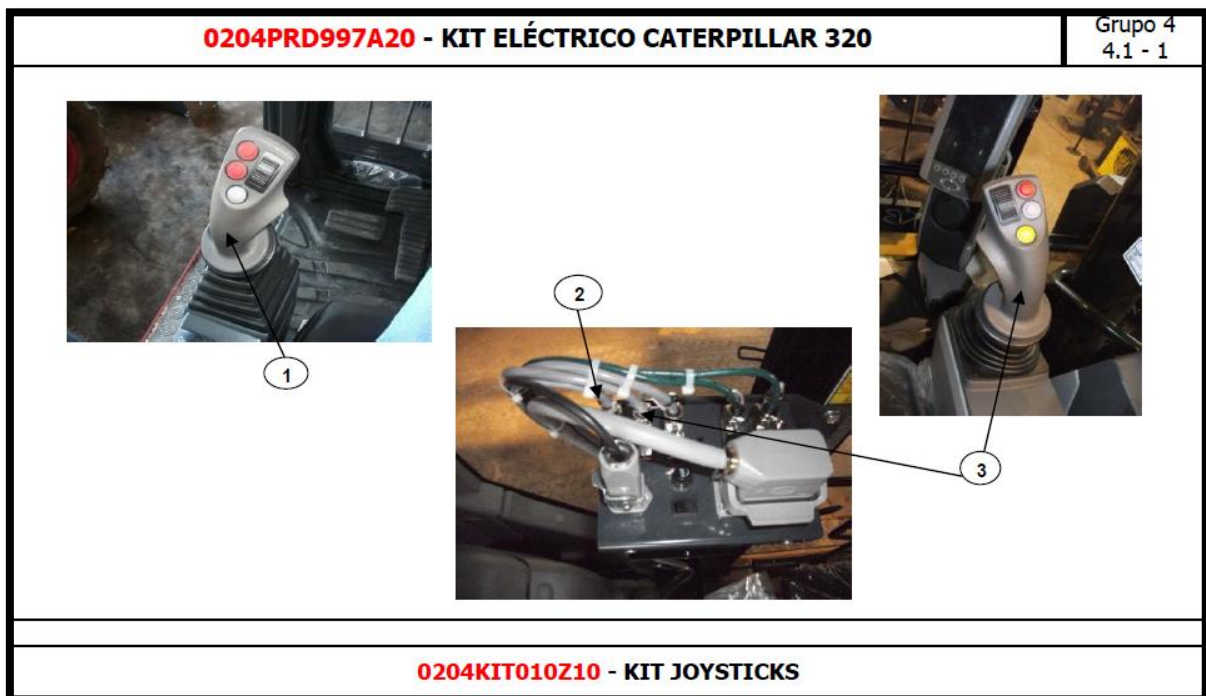 0204PRD997A20 - KIT ELÉCTRICO CATERPILLAR 320
Grupo 4
4.1 - 1
2
1
3
0204KIT010Z10 - KIT JOYSTICKS